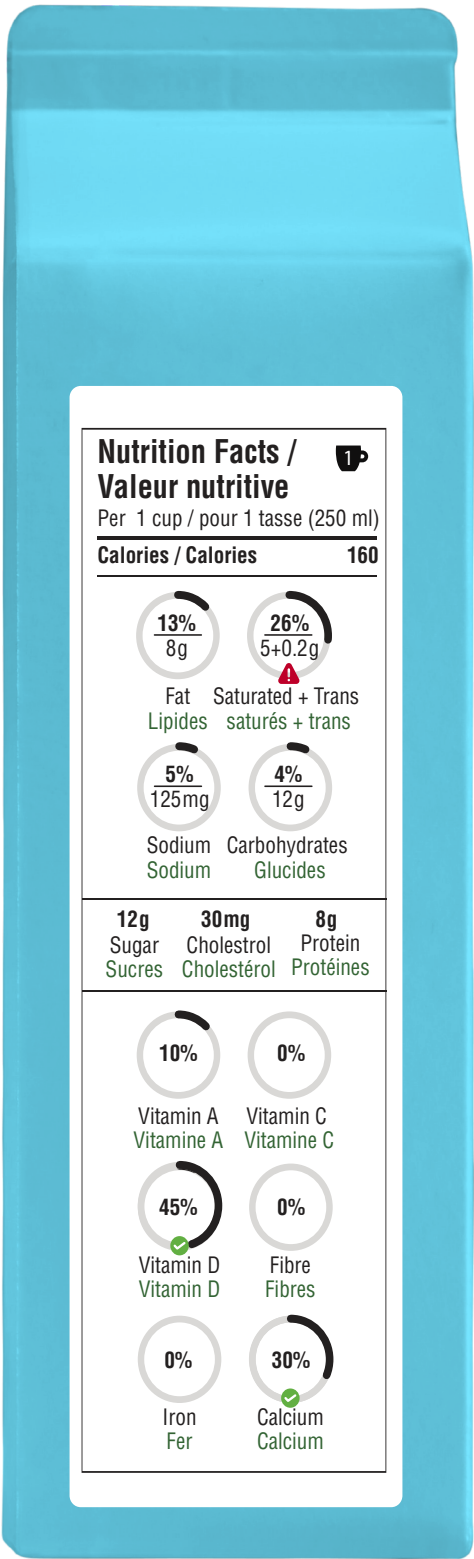 Nutrition Facts /
Valeur nutritive
1
Per 1 cup / pour 1 tasse (250 ml)
Calories / Calories 160
13% 26%
8g 5+0.2g
!
Fat Saturated + Trans
Lipides saturés + trans
5% 4%
125mg 12g
Sodium Carbohydrates
Sodium Glucides
12g 30mg 8g
Sugar Cholestrol Protein
Sucres Cholestérol Protéines
10% 0%
Vitamin A Vitamin C
Vitamine A Vitamine C
45% 0%
Vitamin D Fibre
Vitamin D Fibres
0% 30%
Iron Calcium
Fer Calcium